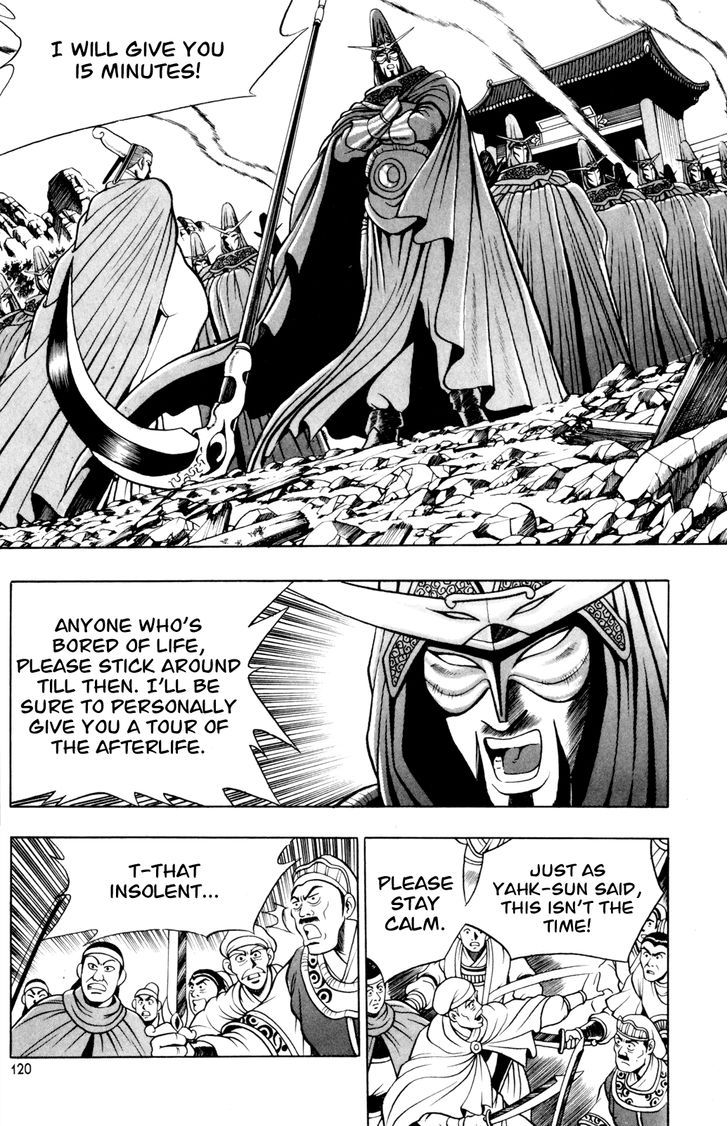 I WILL GIVE YOU
15 MINUTES!
ANYONE WHO'S
BORED OF LIFE,
PLEASE STICK AROUND
TILL THEN. I'LL BE
SURE TO PERSONALLY
GIVE YOU A TOUR OF
THE AFTERLIFE.
T-THAT
INSOLENT...
PLEASE
STAY
CALM.
JUST AS
YAHK-SUN SAID,
THIS ISN'T THE
TIME!
120